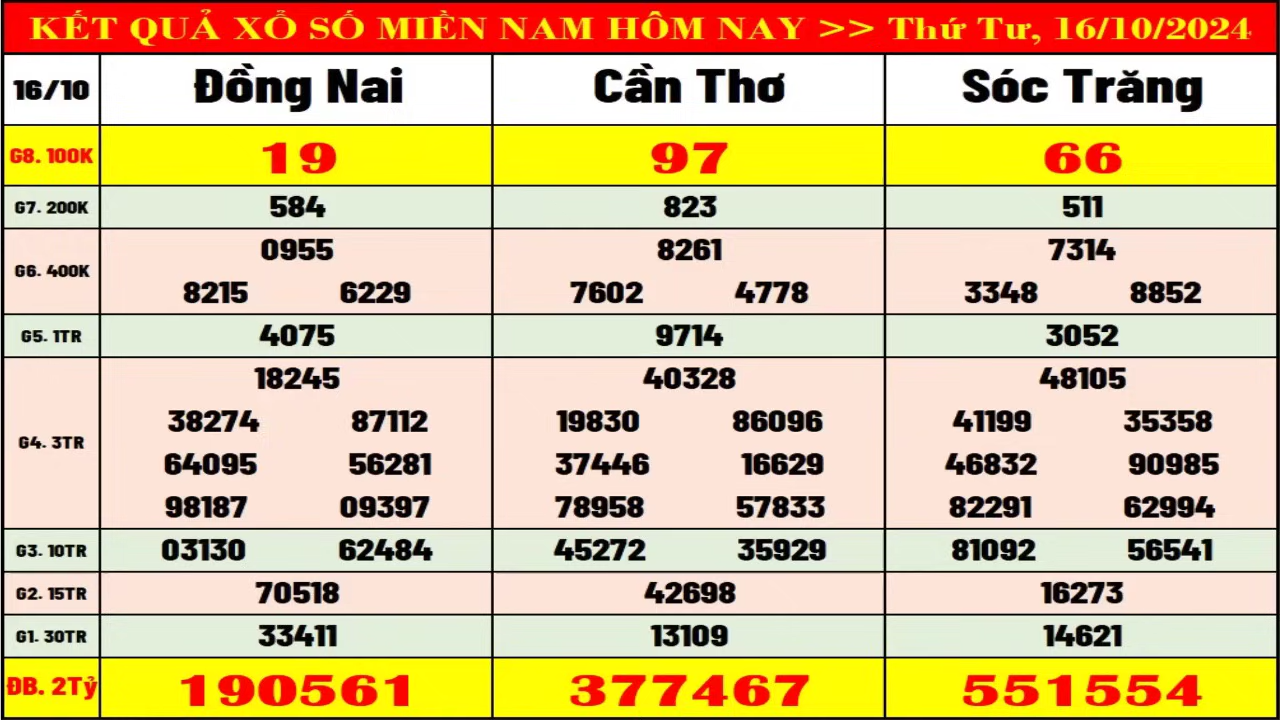 KẾT QUẢ XỔ SỐ MIỀN NAM HÔM NAY >> Thứ Tư, 16/10/2024
16/10 Đồng Nai Cần Thơ Sóc Trăng
G8. 100K 19 97 66
G7. 200K 584 823 511
0955 8261 7314
G6. 400K
8215 6229 7602 4778 3348 8852
G5. 1TR 4075 9714 3052
18245 40328 48105
38274 87112 19830 86096 41199 35358
G4. 3TR
64095 56281 37446 16629 46832 90985
98187 09397 78958 57833 82291 62994
G3. 10TR 03130 62484 45272 35929 81092 56541
G2. 15TR 70518 42698 16273
G1. 30TR 33411 13109 14621
ĐB. 2Tỷ 190561 377467 551554